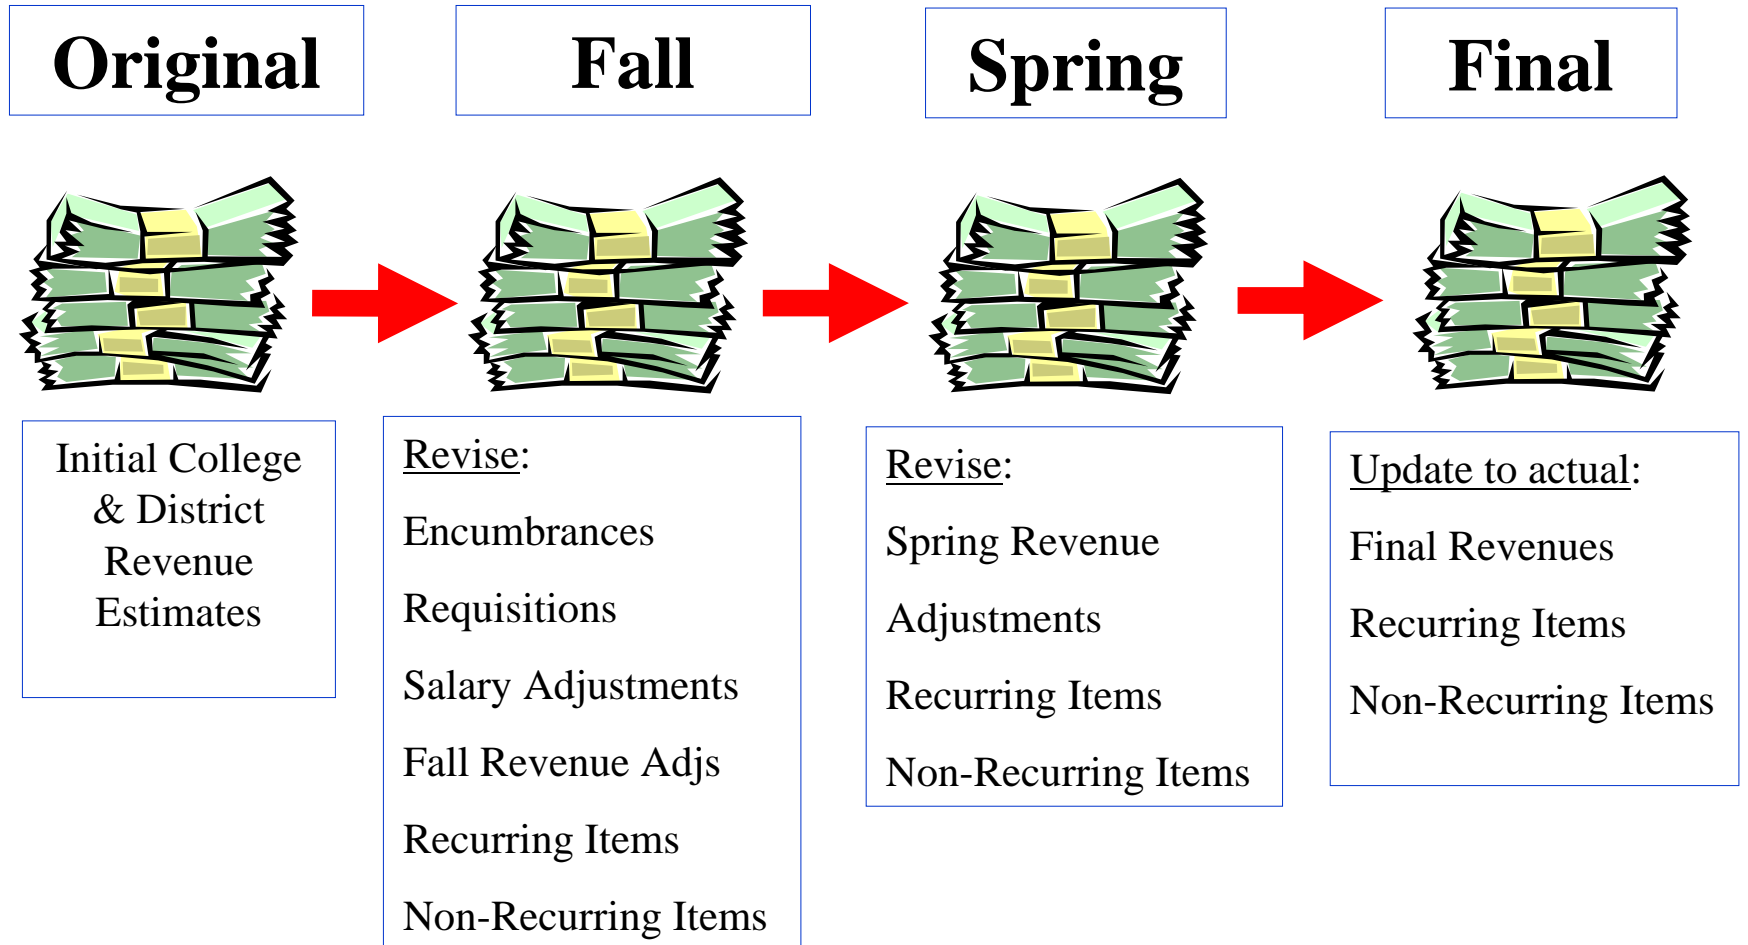 Original
Fall
Spring
Final
Initial College
& District
Revenue
Estimates
Revise:
Encumbrances
Requisitions
Salary Adjustments
Fall Revenue Adjs
Recurring Items
Non-Recurring Items
Revise:
Spring Revenue
Adjustments
Recurring Items
Non-Recurring Items
Update to actual:
Final Revenues
Recurring Items
Non-Recurring Items